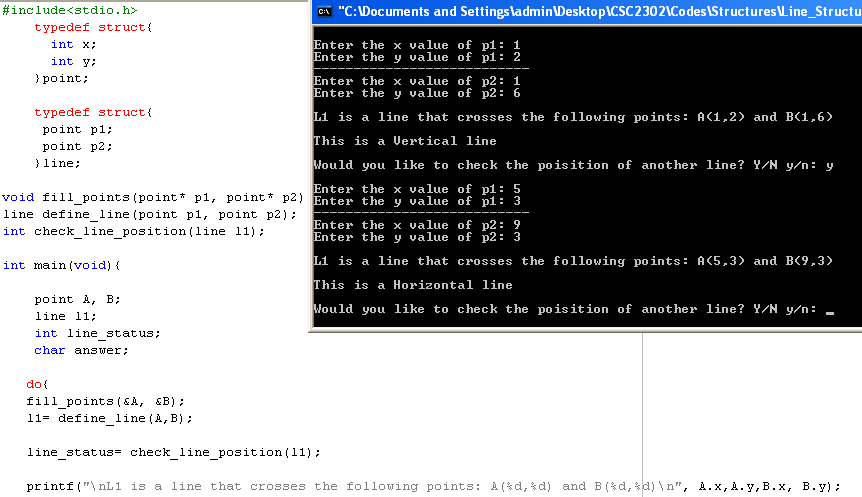 #include<stdio.h>
typedef struct{
int x;
int y;
}point;
typedef struct{
point p1;
point p2;
}line;
void fill_points(point* p1, point* p2)
line define_line(point p1, point p2);
int check_line_position(line l1);
int main(void){
point A, B;
line l1;
int line_status;
char answer;
do{
fill_points(&A, &B);
l1= define_line(A,B);
line_status= check_line_position(l1);
printf("\nL1 is a line that crosses the following points: A(%d,%d) and B(%d,%d)\n", A.x,A.y,B.x, B.y);
"C:\Documents and Settings\admin\Desktop\CSC2302\Codes\Structures\Line_Structu
Enter the x value of p1: 1
Enter the y value of p1: 2
---------------------------
Enter the x value of p2: 1
Enter the y value of p2: 6
L1 is a line that crosses the following points: A(1,2) and B(1,6)
This is a Vertical line
Would you like to check the poisition of another line? Y/N y/n: y
Enter the x value of p1: 5
Enter the y value of p1: 3
---------------------------
Enter the x value of p2: 9
Enter the y value of p2: 3
L1 is a line that crosses the following points: A(5,3) and B(9,3)
This is a Horizontal line
Would you like to check the poisition of another line? Y/N y/n: _